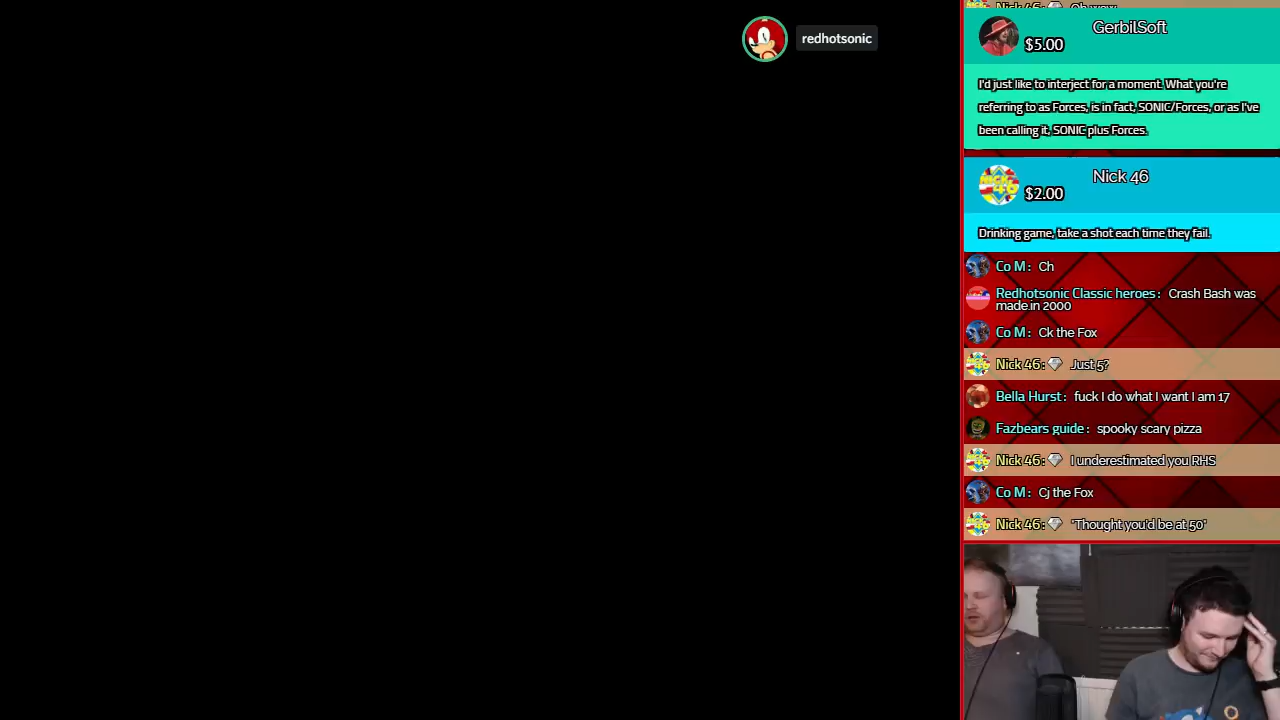 redhotsonic
Nick 46: Oh wow
GerbilSoft
$5.00
I'd just like to interject for a moment. What you're
referring to as Forces, is in fact, SONIC/Forces, or as I've
been calling it, SONIC plus Forces.
Nick 46
$2.00
Drinking game, take a shot each time they fail.
Co M: Ch
Redhotsonic Classic heroes: Crash Bash was
made.in 2000
Co M: Ck the Fox
Nick 46: Just 5?
Bella Hurst: fuck I do what I want I am 17
Fazbears guide: spooky scary pizza
Nick 46: I underestimated you RHS
Co M: Cj the Fox
Nick 46: *Thought you'd be at 50*